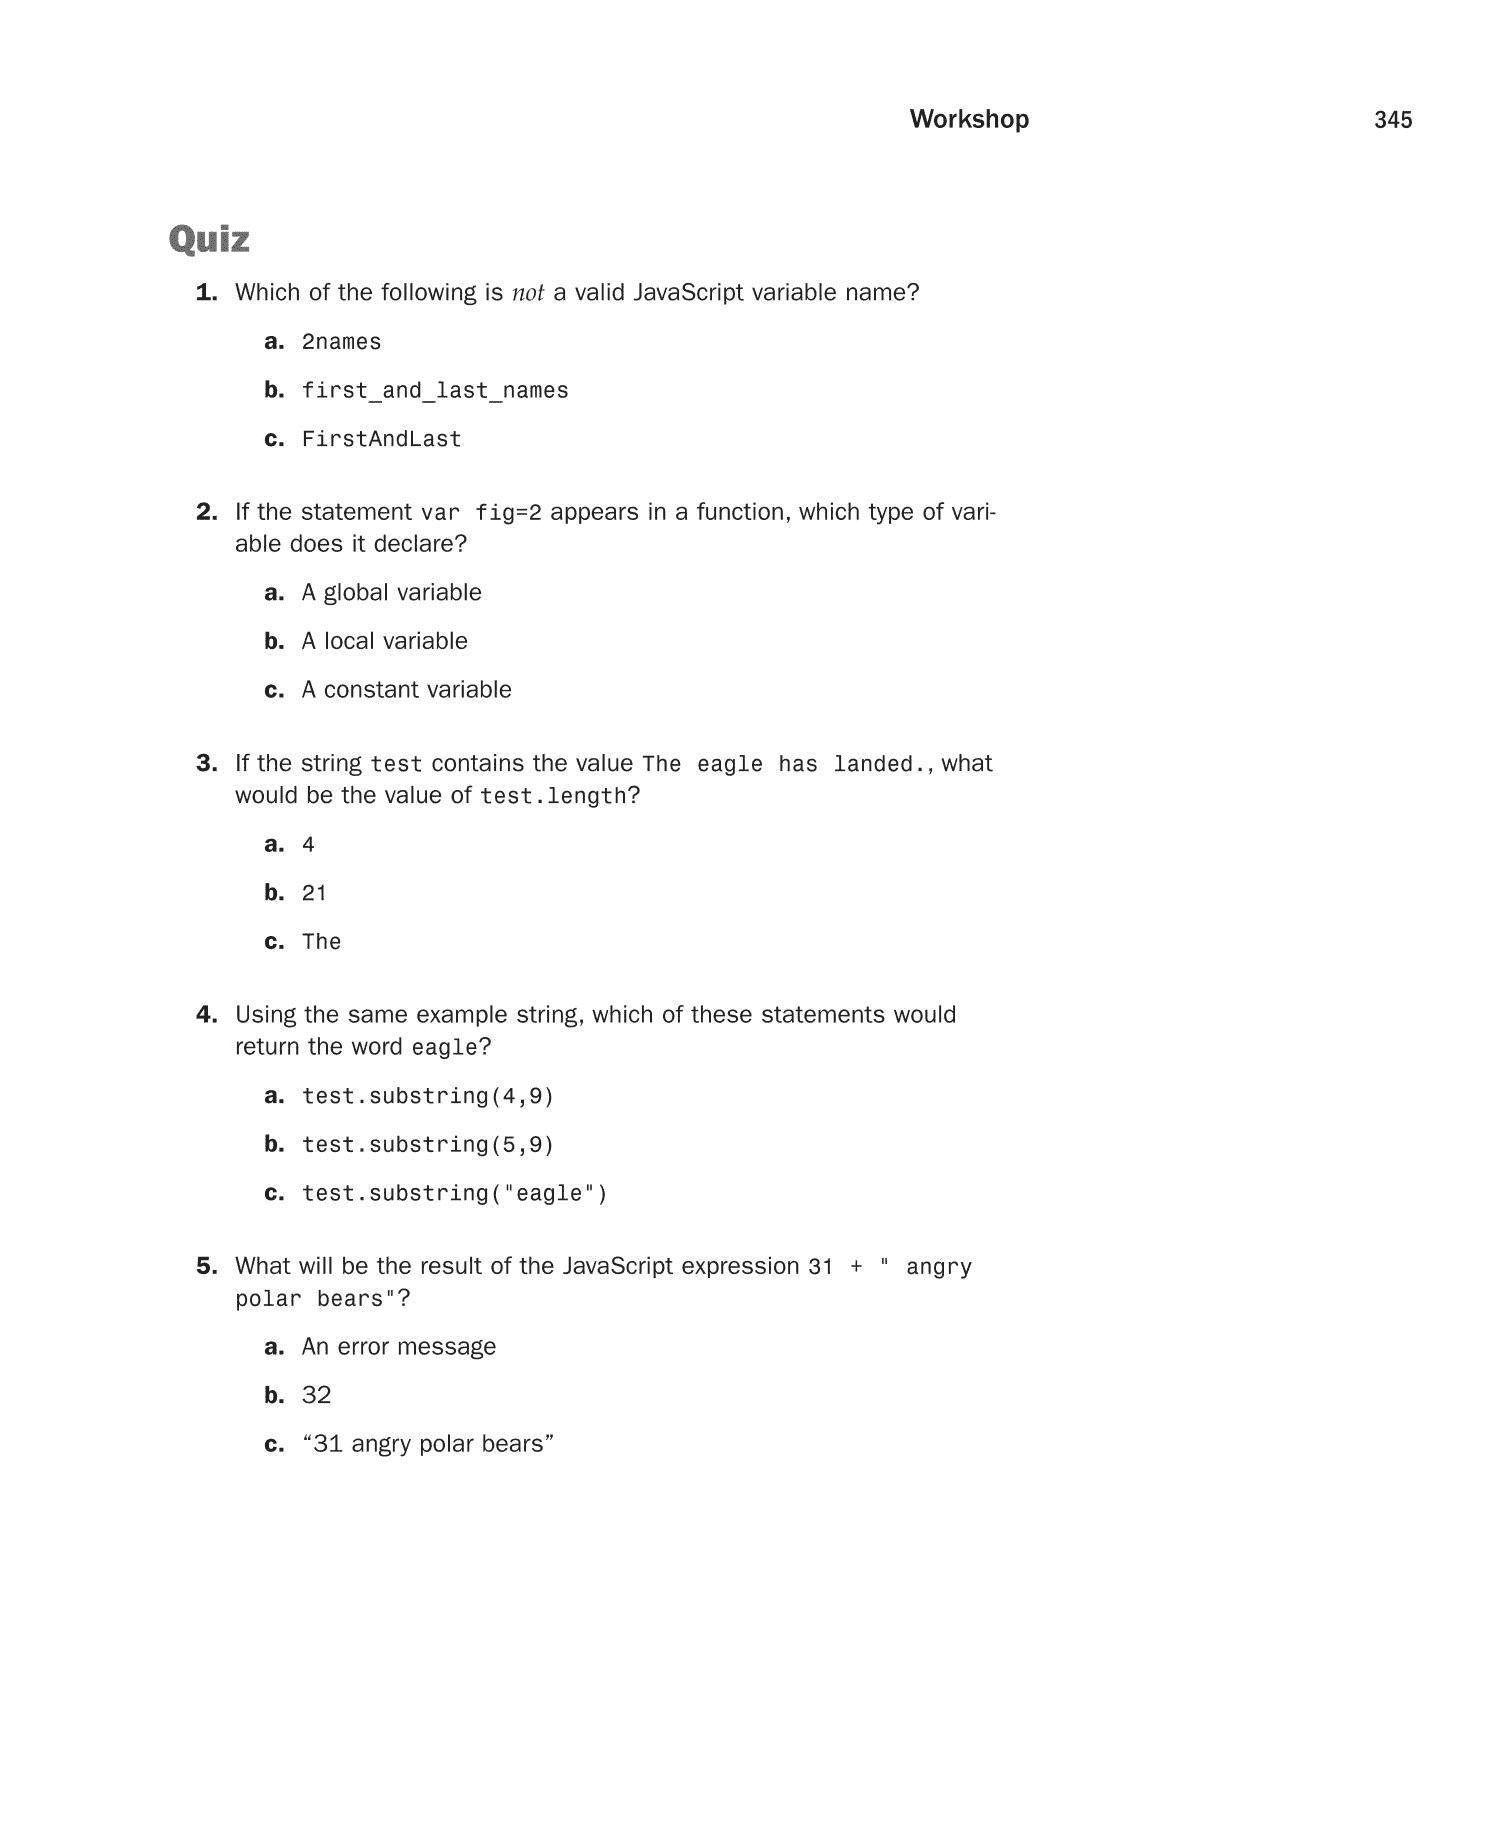 Workshop 345
Quiz
1. Which of the following is not a valid JavaScript variable name?
a. 2names
b. first_and_last_names
c. FirstAndLast
2. If the statement var fig=2 appears in a function, which type of vari-
able does it declare?
a. A global variable
b. A local variable
c. A constant variable
3. If the string test contains the value The eagle has landed., what
would be the value of test.length?
a. 4
b. 21
c. The
4. Using the same example string, which of these statements would
return the word eagle?
a. test.substring(4,9)
b. test.substring(5,9)
c. test.substring("eagle")
5. What will be the result of the JavaScript expression 31 + " angry
polar bears"?
a. An error message
b. 32
c. “31 angry polar bears”